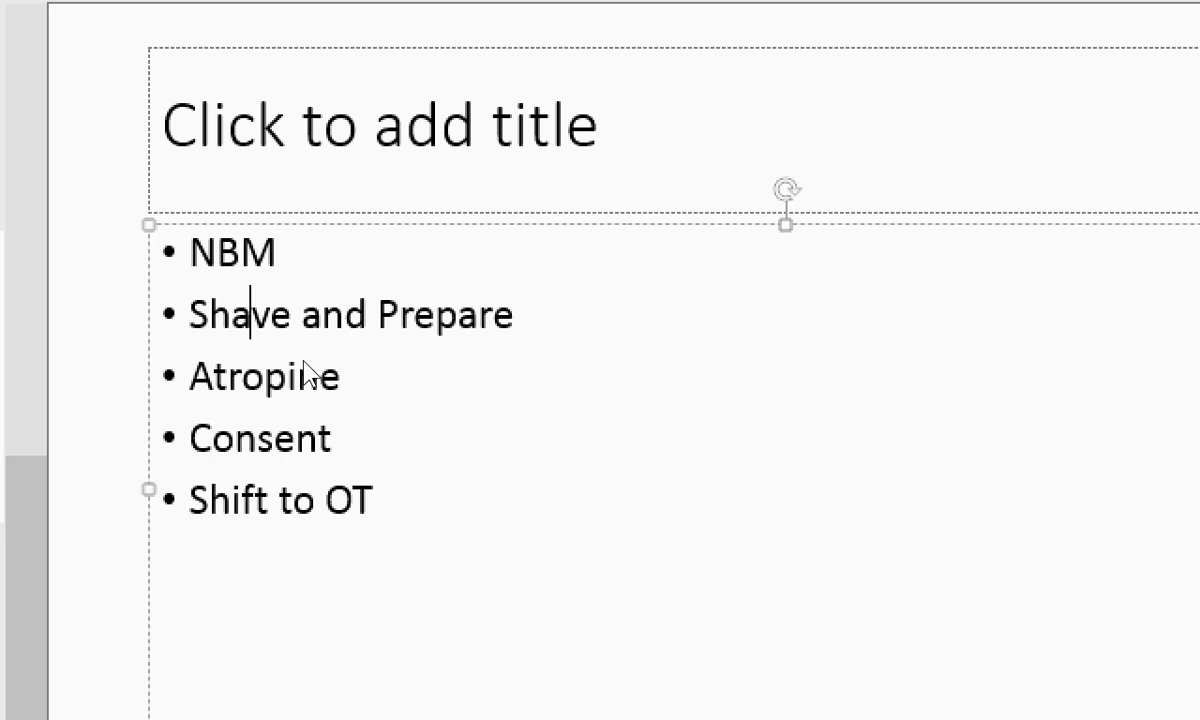 Click to add title
• NBM
• Shave and Prepare
• Atropine
• Consent
• Shift to OT